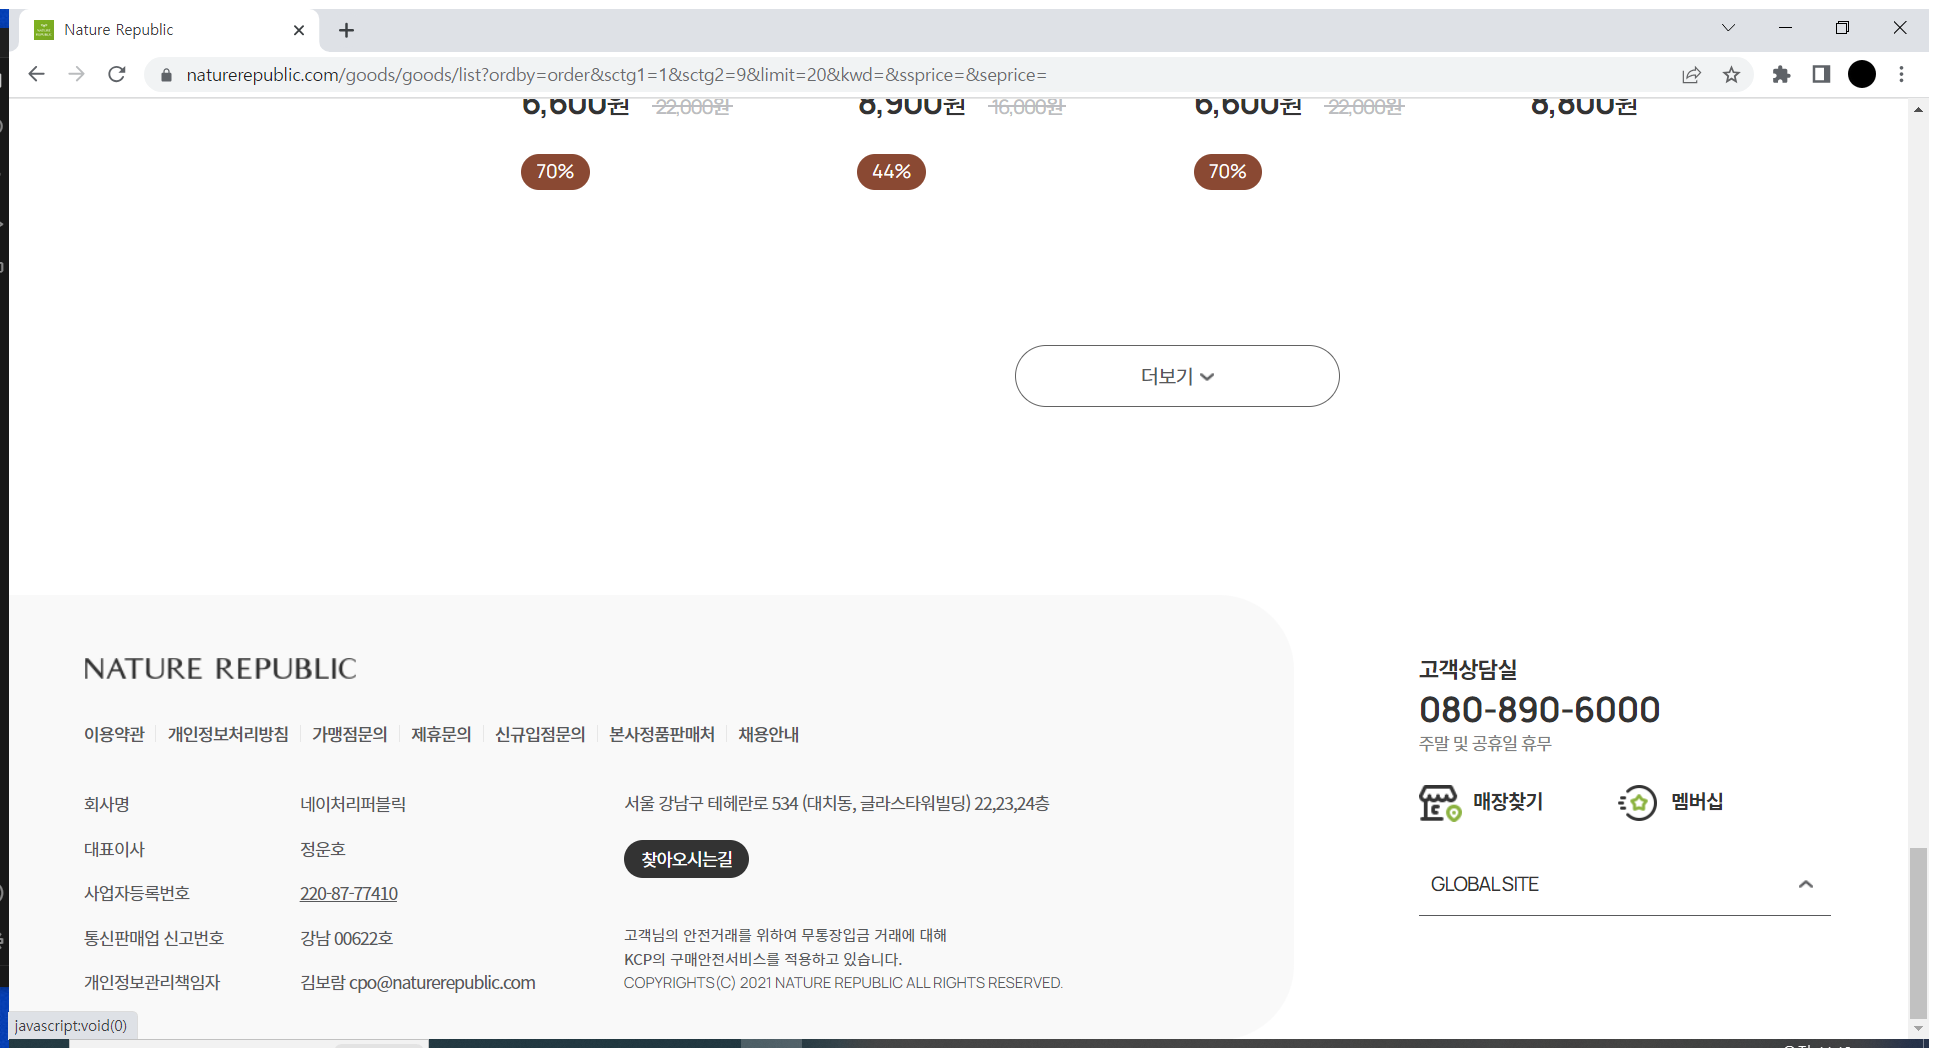 Nature Republic
naturerepublic.com/goods/goods/list?ordby=order&sctg1=1&sctg2=9&limit=20&kwd=&ssprice=&seprice=
6,600원 22,000원 8,900원 16,000원 6,600원 22,000원 8,800원
70% 44% 70%
더보기
NATURE REPUBLIC
이용약관 개인정보처리방침 가맹점문의 제휴문의 신규입점문의 본사정품판매처 채용안내
회사명 네이처리퍼블릭
대표이사 정운호
사업자등록번호 220-87-77410
통신판매업 신고번호 강남 00622호
개인정보관리책임자 김보람 cpo@naturerepublic.com
서울 강남구 테헤란로 534 (대치동, 글라스타워빌딩) 22,23,24층
찾아오시는길
고객님의 안전거래를 위하여 무통장입금 거래에 대해
KCP의 구매안전서비스를 적용하고 있습니다.
COPYRIGHTS(C) 2021 NATURE REPUBLIC ALL RIGHTS RESERVED.
고객상담실
080-890-6000
주말 및 공휴일 휴무
매장찾기 멤버십
GLOBAL SITE
javascript:void(0)